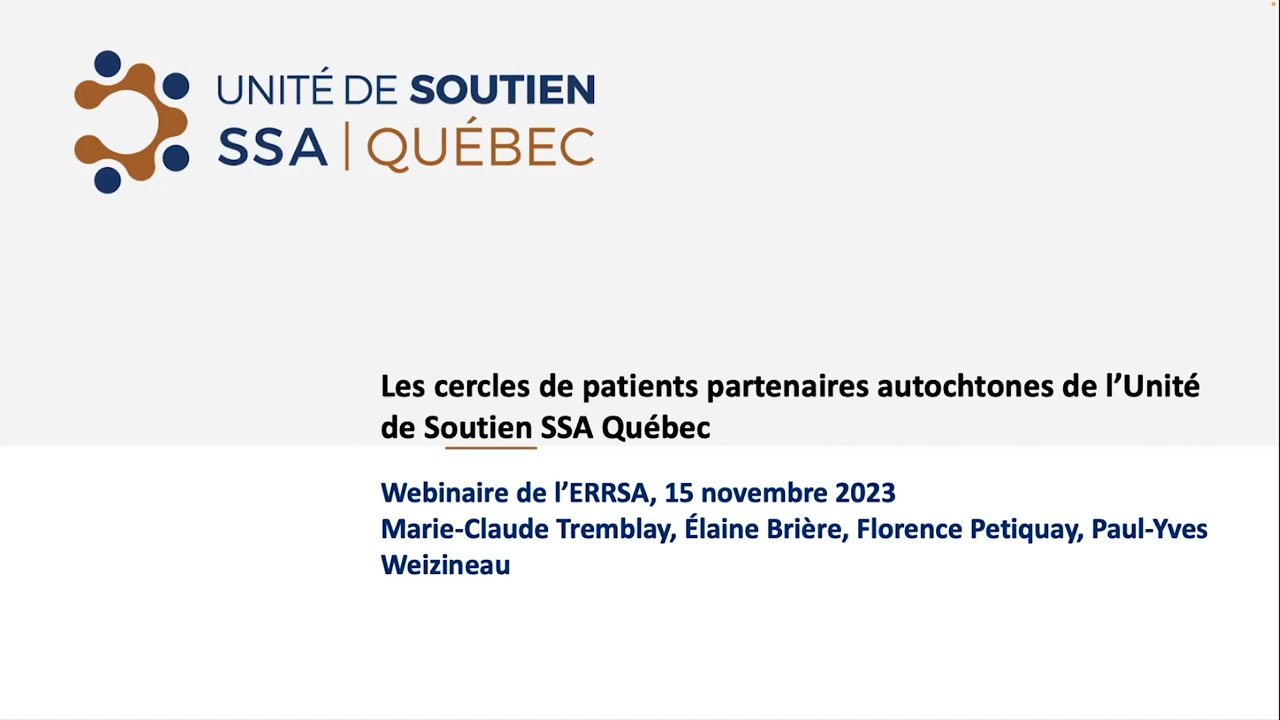 UNITÉ DE SOUTIEN
SSA | QUÉBEC
Les cercles de patients partenaires autochtones de l’Unité
de Soutien SSA Québec
Webinaire de l’ERRSA, 15 novembre 2023
Marie-Claude Tremblay, Élaine Brière, Florence Petiquay, Paul-Yves
Weizineau